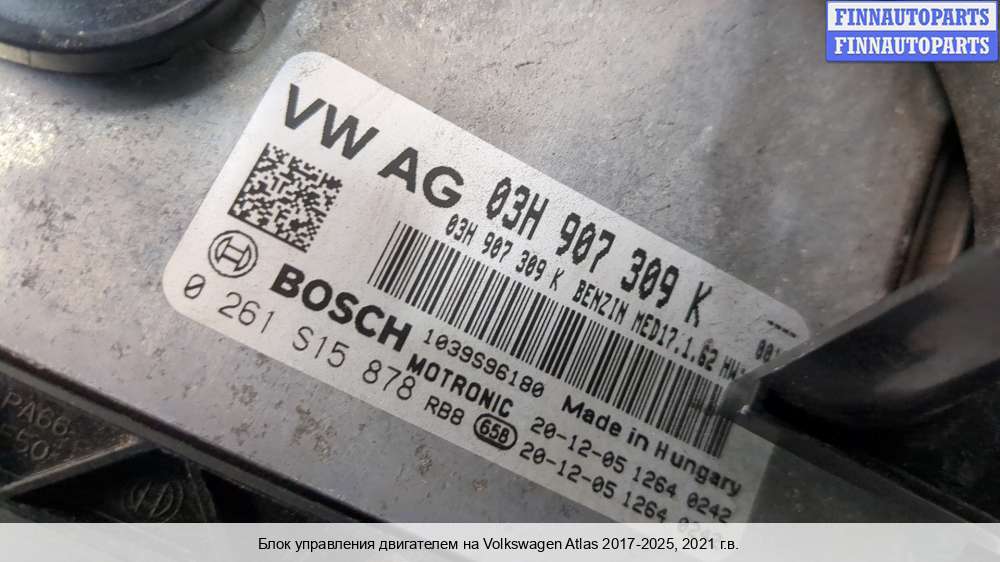 FINNAUTOPARTS
FINNAUTOPARTS
VW AG 03H 907 309 K
03H 907 309 K BENZIN MED17.1.62
BOSCH 1039S96180 Made in Hungary
0 261 S15 878 MOTRONIC 20-12-05 1264 0242
RB8 65B 20-12-05 1264
PA66
Блок управления двигателем на Volkswagen Atlas 2017-2025, 2021 г.в.